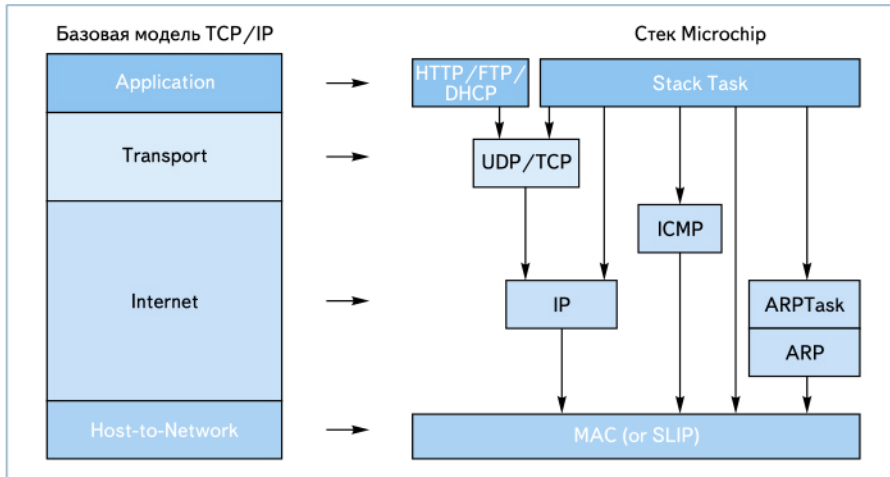 Базовая модель TCP/IP
Стек Microchip
Application
HTTP/FTP/
DHCP
Stack Task
Transport
UDP/TCP
ICMP
Internet
IP
ARPTask
ARP
Host-to-Network
MAC (or SLIP)